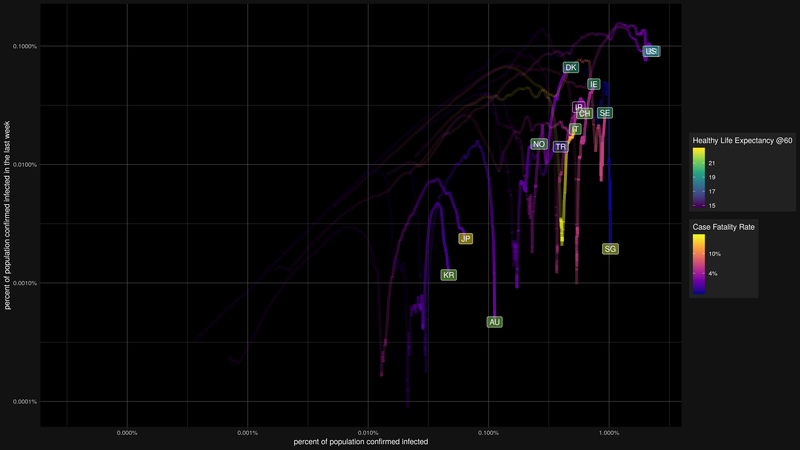 0.1000%
0.0100%
0.0010%
0.0001%
percent of population confirmed infected in the last week
0.000%
0.001%
0.010%
0.100%
1.000%
percent of population confirmed infected
DK
IE
CH
SE
IT
NO
TR
JP
SG
KR
AU
Healthy Life Expectancy @60
21
19
17
15
Case Fatality Rate
10%
4%